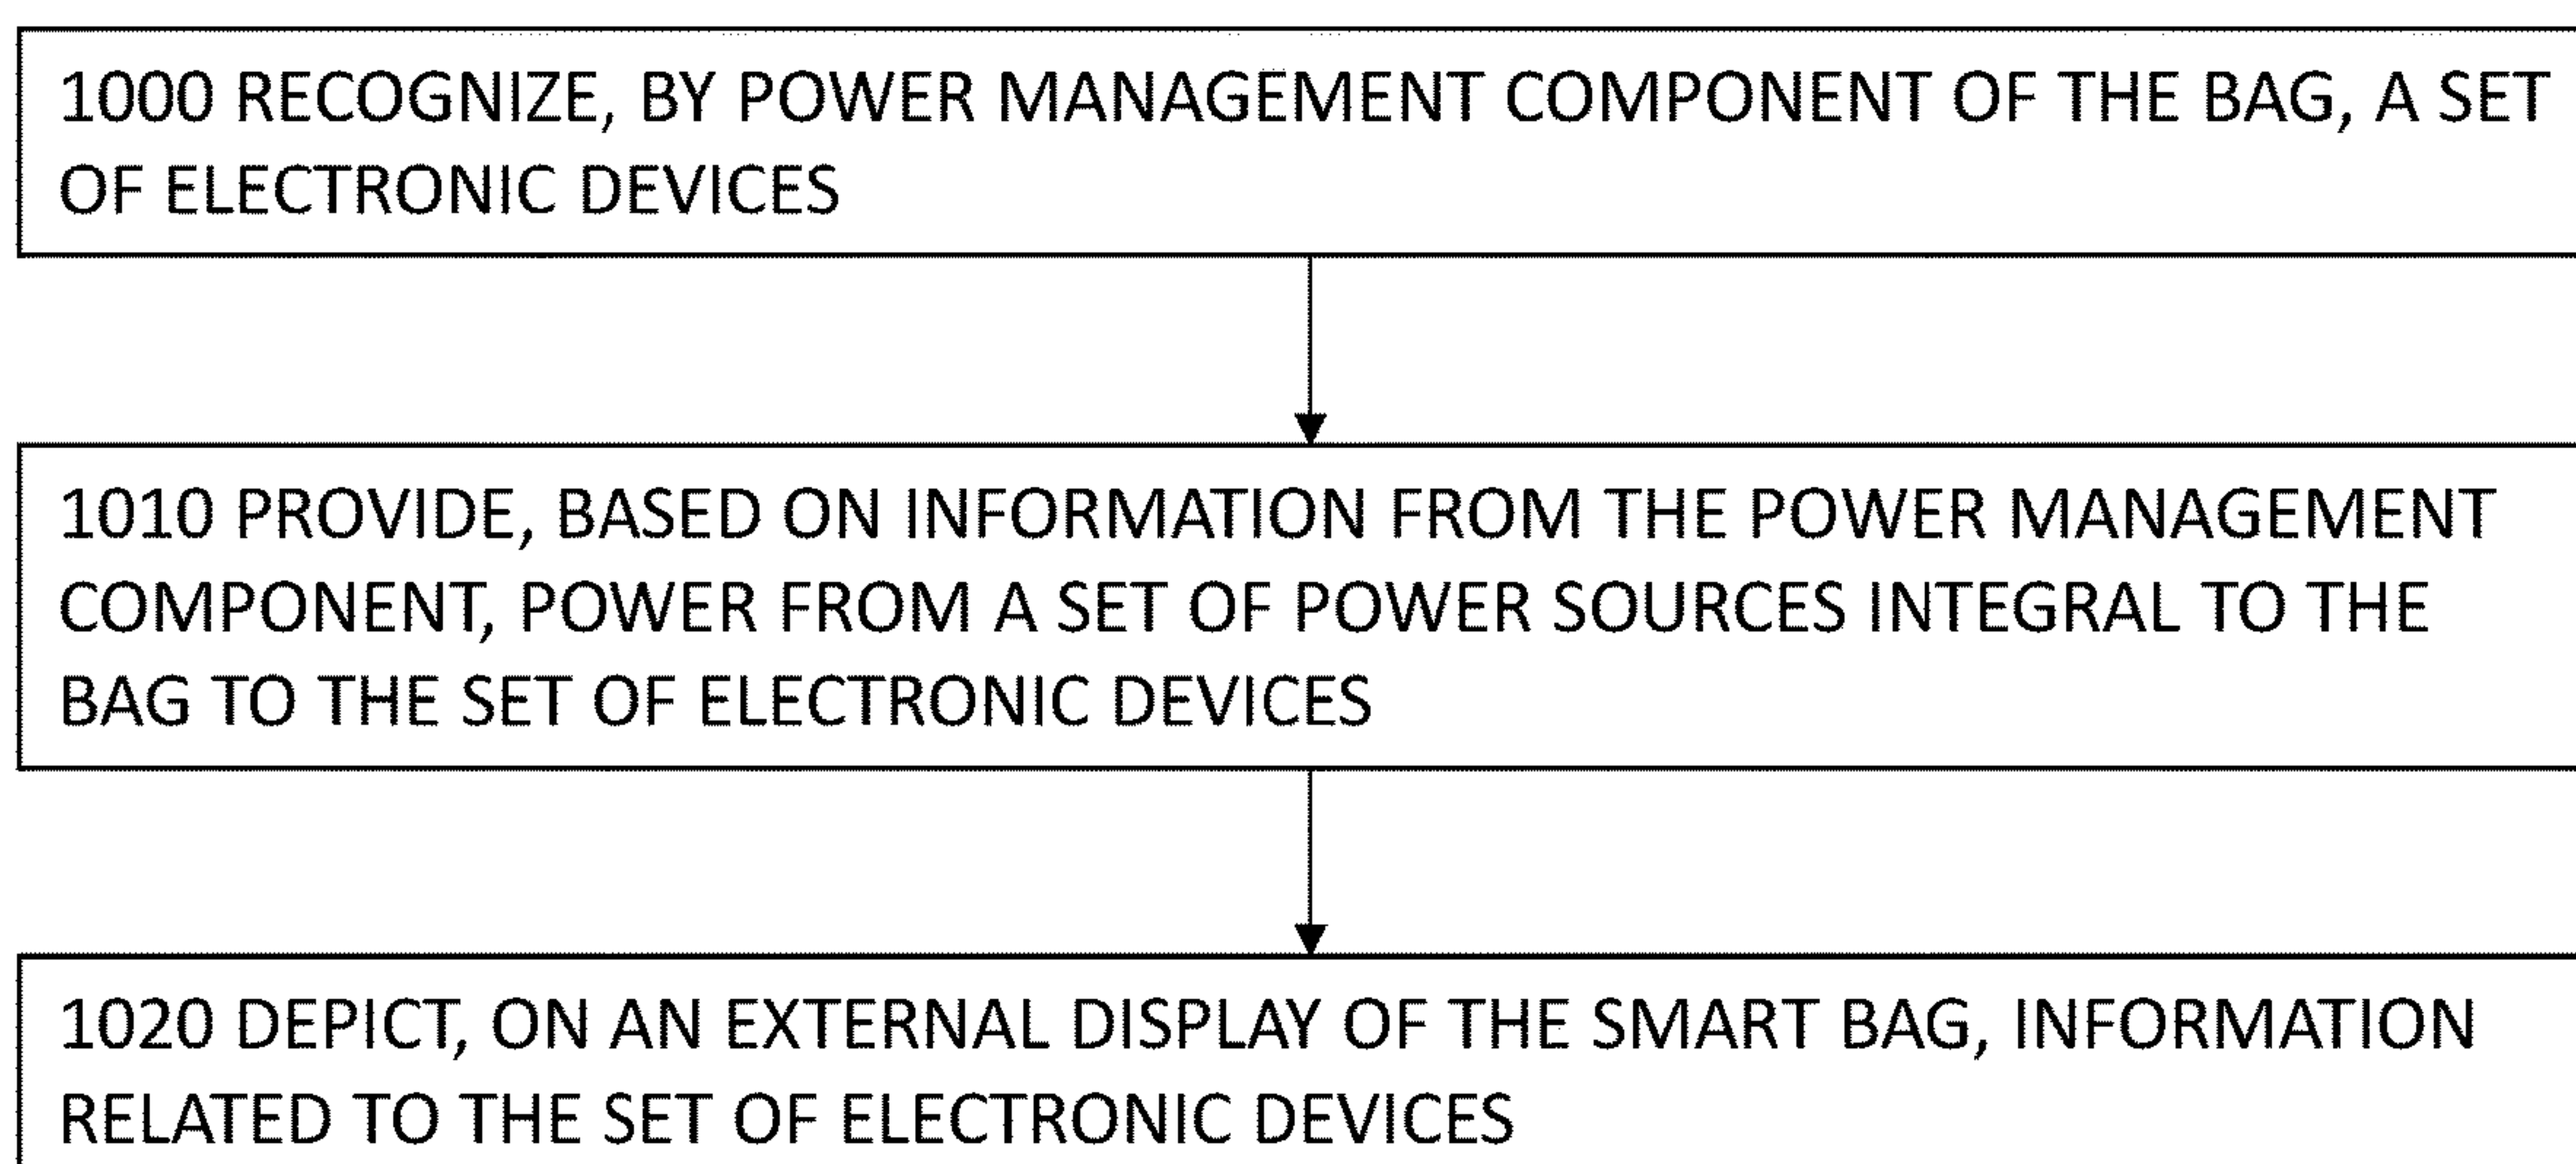 1000 RECOGNIZE, BY POWER MANAGEMENT COMPONENT OF THE BAG, A SET
OF ELECTRONIC DEVICES
1010 PROVIDE, BASED ON INFORMATION FROM THE POWER MANAGEMENT
COMPONENT, POWER FROM A SET OF POWER SOURCES INTEGRAL TO THE
BAG TO THE SET OF ELECTRONIC DEVICES
1020 DEPICT, ON AN EXTERNAL DISPLAY OF THE SMART BAG, INFORMATION
RELATED TO THE SET OF ELECTRONIC DEVICES